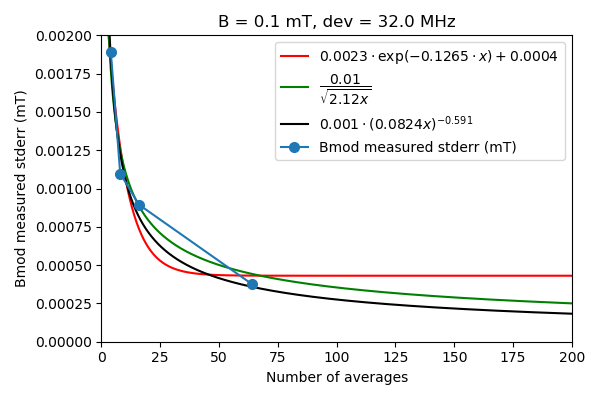 B = 0.1 mT, dev = 32.0 MHz
0.00200
0.00175
0.00150
0.00125
0.00100
0.00075
0.00050
0.00025
0.00000
Bmod measured stderr (mT)
0.0023 · exp(−0.1265 · x) + 0.0004
0.01
√2.12x
0.001 · (0.0824x)^−0.591
Bmod measured stderr (mT)
0 25 50 75 100 125 150 175 200
Number of averages